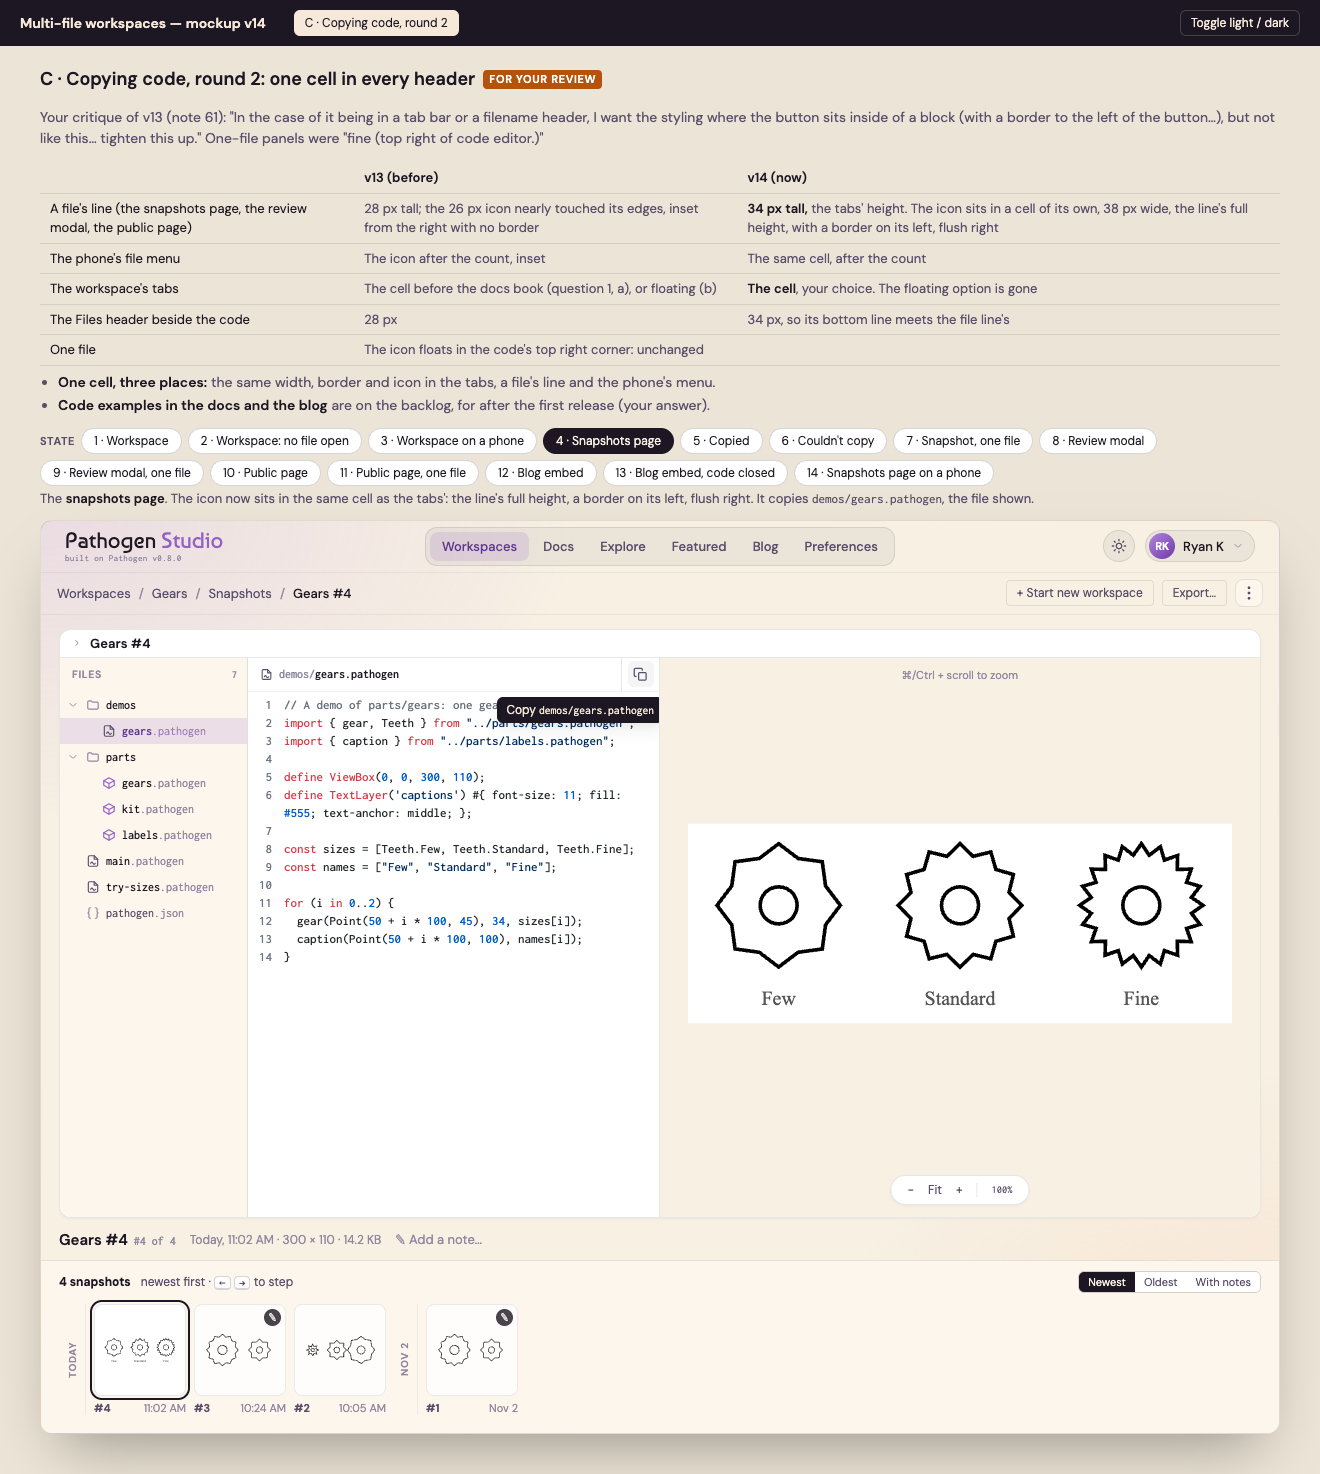 Multi-file workspaces — mockup v14
C · Copying code, round 2
Toggle light / dark
C · Copying code, round 2: one cell in every header
FOR YOUR REVIEW
Your critique of v13 (note 61): "In the case of it being in a tab bar or a filename header, I want the styling where the button sits inside of a block (with a border to the left of the button…), but not
like this… tighten this up." One-file panels were "fine (top right of code editor.)"
v13 (before)
v14 (now)
A file's line (the snapshots page, the review
modal, the public page)
28 px tall; the 26 px icon nearly touched its edges, inset
from the right with no border
34 px tall, the tabs' height. The icon sits in a cell of its own, 38 px wide, the line's full
height, with a border on its left, flush right
The phone's file menu
The icon after the count, inset
The same cell, after the count
The workspace's tabs
The cell before the docs book (question 1, a), or floating (b)
The cell, your choice. The floating option is gone
The Files header beside the code
28 px
34 px, so its bottom line meets the file line's
One file
The icon floats in the code's top right corner: unchanged
• One cell, three places: the same width, border and icon in the tabs, a file's line and the phone's menu.
• Code examples in the docs and the blog are on the backlog, for after the first release (your answer).
STATE
1 · Workspace
2 · Workspace: no file open
3 · Workspace on a phone
4 · Snapshots page
5 · Copied
6 · Couldn't copy
7 · Snapshot, one file
8 · Review modal
9 · Review modal, one file
10 · Public page
11 · Public page, one file
12 · Blog embed
13 · Blog embed, code closed
14 · Snapshots page on a phone
The snapshots page. The icon now sits in the same cell as the tabs': the line's full height, a border on its left, flush right. It copies demos/gears.pathogen, the file shown.
Pathogen Studio
built on Pathogen v0.8.0
Workspaces
Docs
Explore
Featured
Blog
Preferences
RK
Ryan K
Workspaces / Gears / Snapshots / Gears #4
+ Start new workspace
Export…
Gears #4
FILES
7
demos
gears.pathogen
parts
gears.pathogen
kit.pathogen
labels.pathogen
main.pathogen
try-sizes.pathogen
{} pathogen.json
demos/gears.pathogen
Copy demos/gears.pathogen
1 // A demo of parts/gears: one
2 import { gear, Teeth } from "../parts/gears.pathogen";
3 import { caption } from "../parts/labels.pathogen";
4
5 define ViewBox(0, 0, 300, 110);
6 define TextLayer('captions') #{ font-size: 11; fill:
#555; text-anchor: middle; };
7
8 const sizes = [Teeth.Few, Teeth.Standard, Teeth.Fine];
9 const names = ["Few", "Standard", "Fine"];
10
11 for (i in 0..2) {
12 gear(Point(50 + i * 100, 45), 34, sizes[i]);
13 caption(Point(50 + i * 100, 100), names[i]);
14 }
⌘/Ctrl + scroll to zoom
Few
Standard
Fine
− Fit + 100%
Gears #4 #4 of 4 Today, 11:02 AM · 300 × 110 · 14.2 KB ✎ Add a note…
4 snapshots newest first · ← → to step
Newest
Oldest
With notes
TODAY
#4 11:02 AM
#3 10:24 AM
#2 10:05 AM
NOV 2
#1 Nov 2